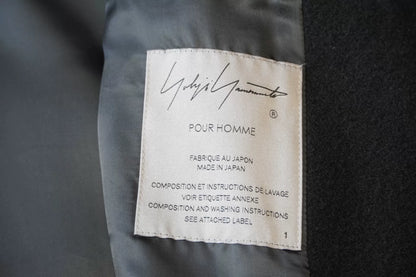 Yohji Yamamoto
®
POUR HOMME
FABRIQUE AU JAPON
MADE IN JAPAN
COMPOSITION ET INSTRUCTIONS DE LAVAGE
VOIR ETIQUETTE ANNEXE
COMPOSITION AND WASHING INSTRUCTIONS
SEE ATTACHED LABEL
1